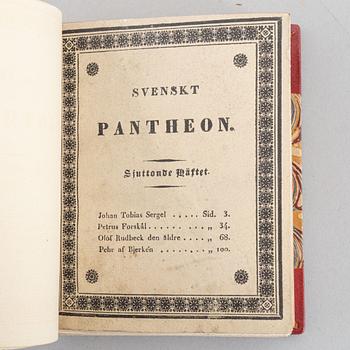 SVENSKT
PANTHEON.
Sjuttonde Häftet.
Johan Tobias Sergel ..... Sid. 3.
Petrus Forskål ........ „ 34.
Olof Rudbeck den äldre ... „ 68.
Pehr af Bjerkén ....... „ 100.